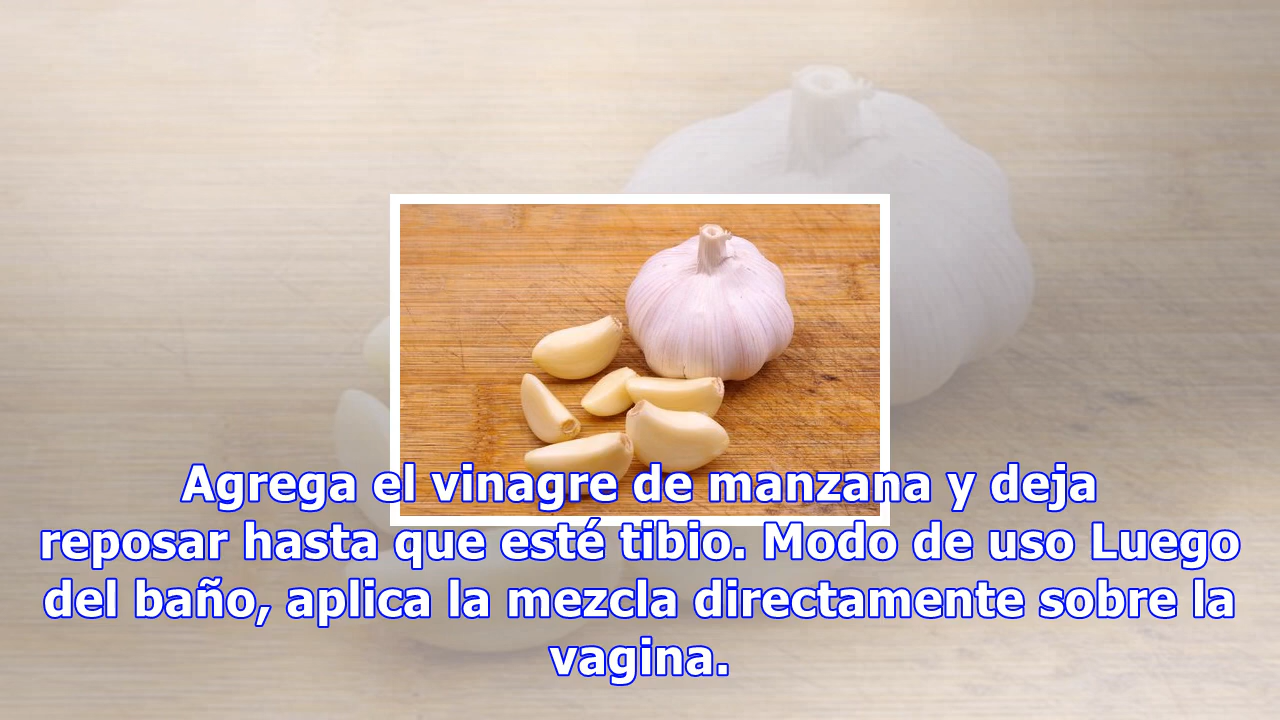 Agrega el vinagre de manzana y deja
reposar hasta que esté tibio. Modo de uso Luego
del baño, aplica la mezcla directamente sobre la
vagina.